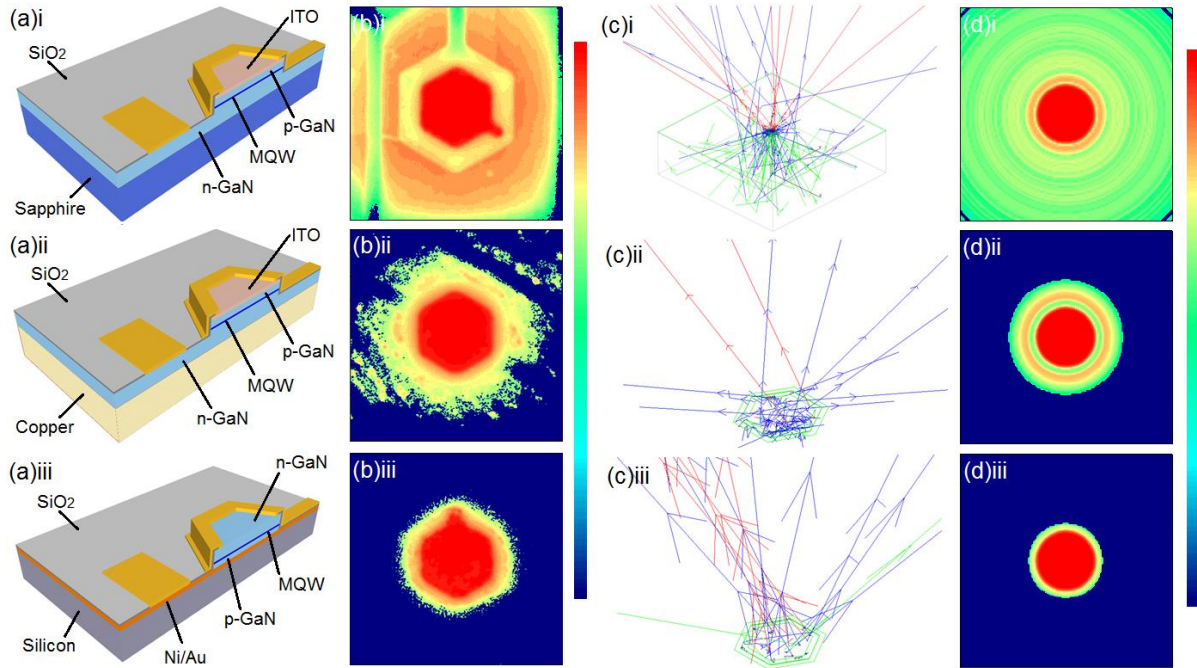 (a)i
ITO
SiO2
p-GaN
MQW
n-GaN
Sapphire
(b)i
(c)i
(d)i
(a)ii
ITO
SiO2
p-GaN
MQW
n-GaN
Copper
(b)ii
(c)ii
(d)ii
(a)iii
n-GaN
SiO2
MQW
p-GaN
Silicon
Ni/Au
(b)iii
(c)iii
(d)iii